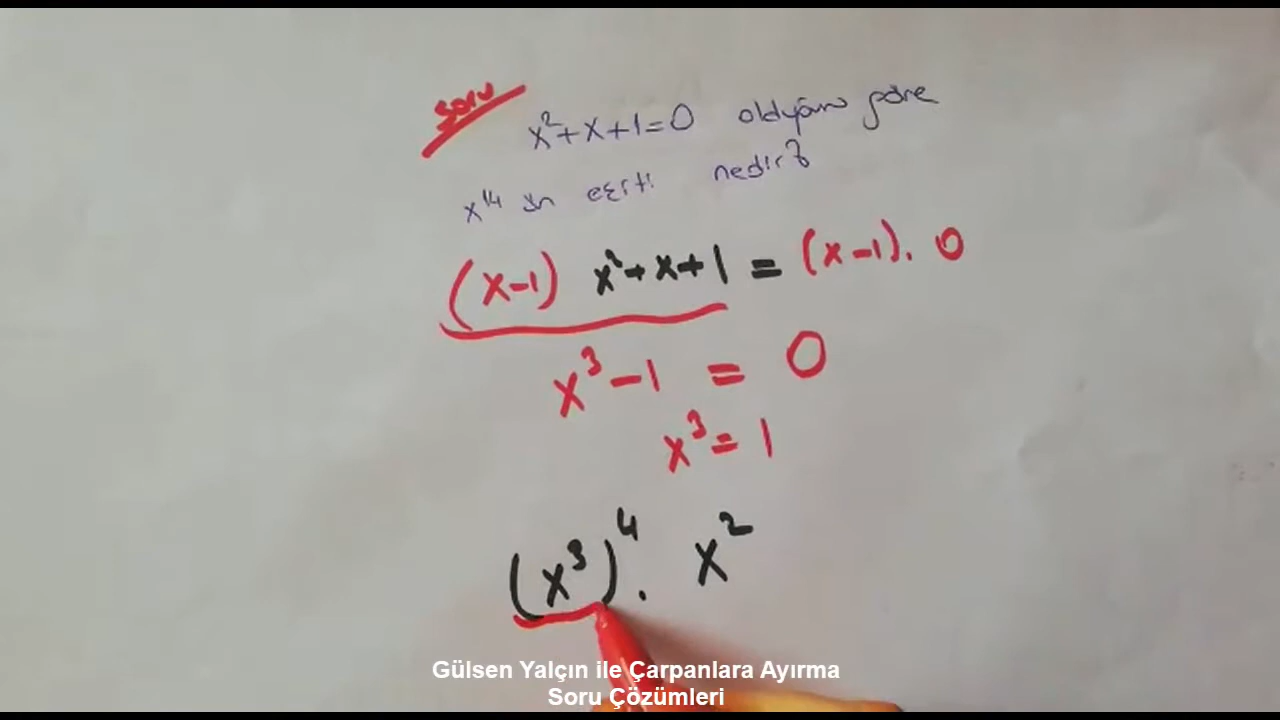 Soru
x²+x+1=0 olduğuna göre
x¹⁴ ün eşiti nedir?
(x-1) x²+x+1 = (x-1). 0
x³-1 = 0
x³=1
(x³)⁴. x²
Gülsen Yalçın ile Çarpanlara Ayırma
Soru Çözümleri